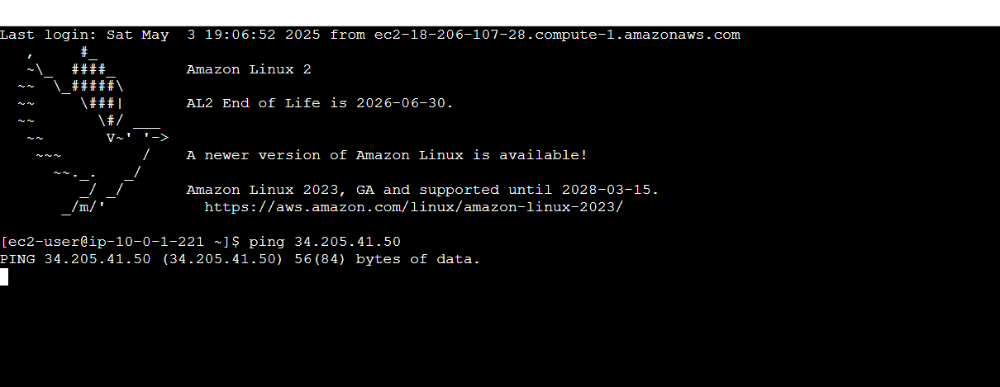 Last login: Sat May  3 19:06:52 2025 from ec2-18-206-107-28.compute-1.amazonaws.com
   ,     #_
   ~\_  ####_        Amazon Linux 2
  ~~  \_#####\
  ~~     \###|       AL2 End of Life is 2026-06-30.
  ~~       \#/ ___
   ~~       V~' '->
    ~~~         /    A newer version of Amazon Linux is available!
      ~~._.   _/
         _/ _/       Amazon Linux 2023, GA and supported until 2028-03-15.
       _/m/'           https://aws.amazon.com/linux/amazon-linux-2023/
[ec2-user@ip-10-0-1-221 ~]$ ping 34.205.41.50
PING 34.205.41.50 (34.205.41.50) 56(84) bytes of data.